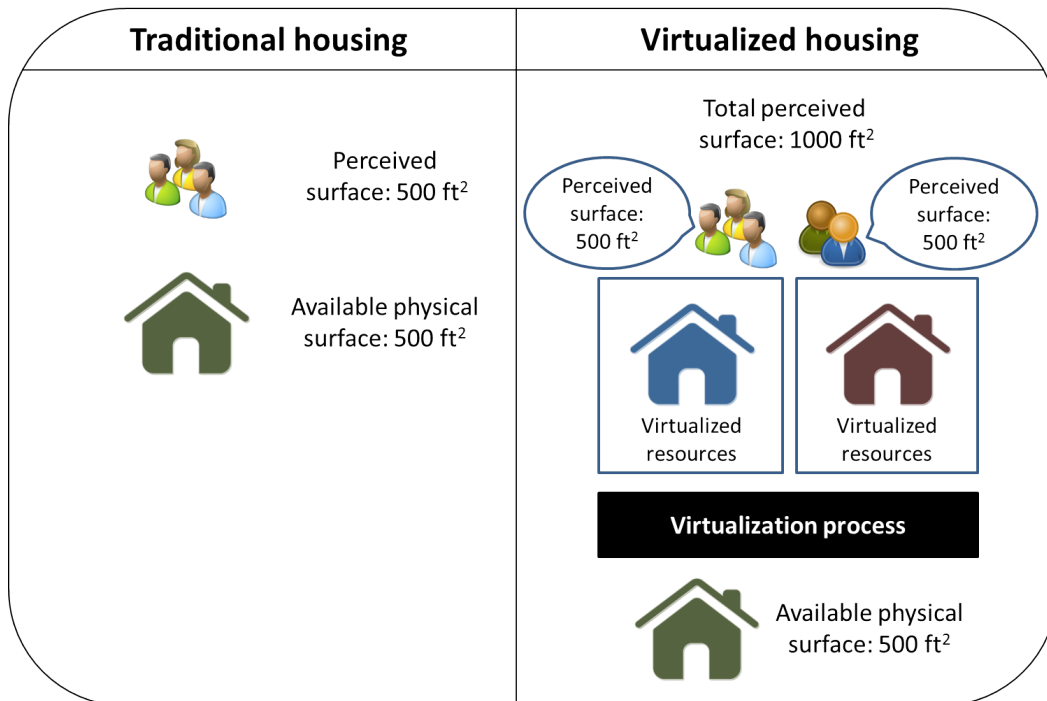 Traditional housing
Perceived
surface: 500 ft²
Available physical
surface: 500 ft²
Virtualized housing
Total perceived
surface: 1000 ft²
Perceived
surface:
500 ft²
Perceived
surface:
500 ft²
Virtualized
resources
Virtualized
resources
Virtualization process
Available physical
surface: 500 ft²